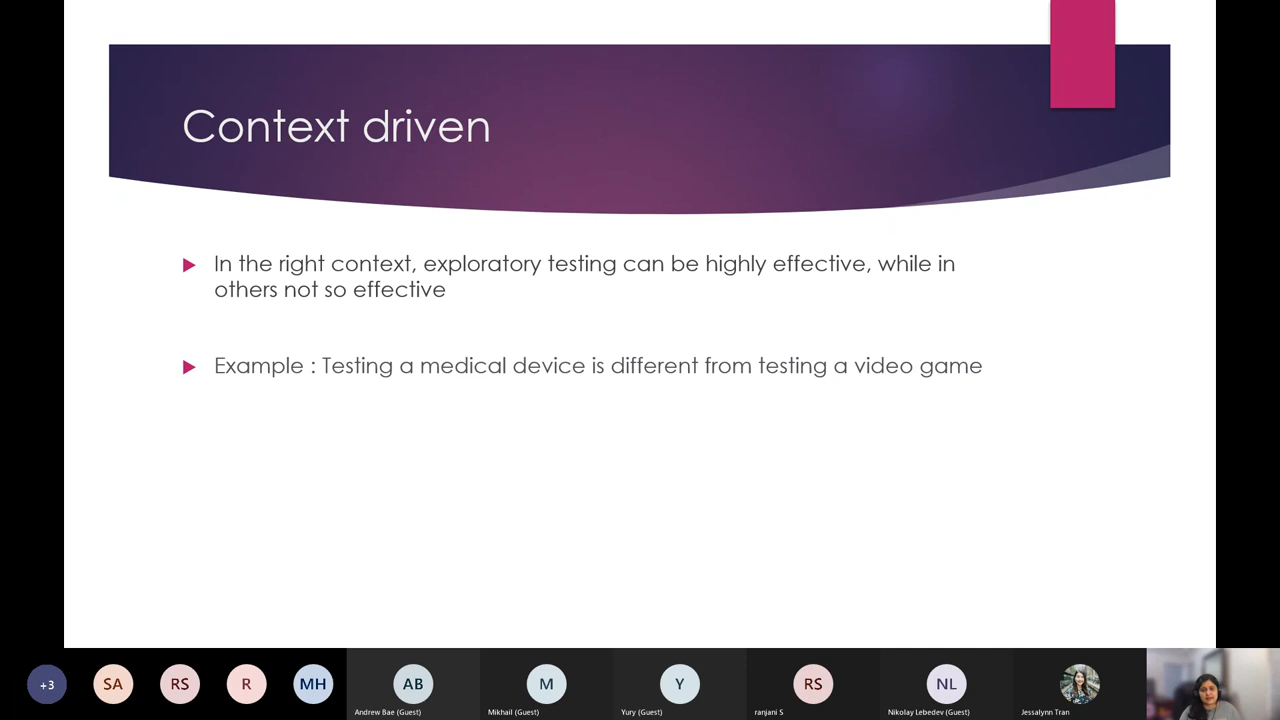 Context driven
In the right context, exploratory testing can be highly effective, while in
others not so effective
Example : Testing a medical device is different from testing a video game
+3
SA
RS
R
MH
AB
M
Y
RS
NL
Andrew Bae (Guest)
Mikhail (Guest)
Yury (Guest)
ranjani S
Nikolay Lebedev (Guest)
Jessalynn Tran